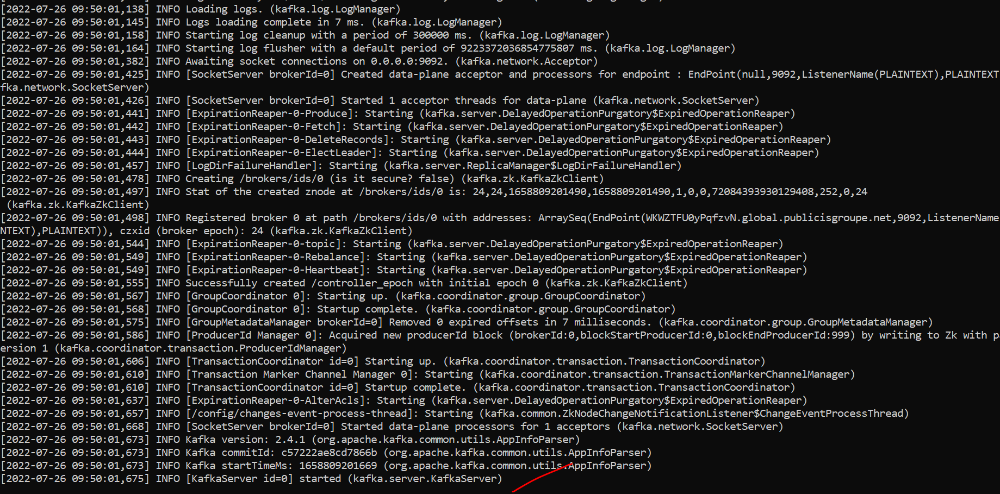 [2022-07-26 09:50:01,138] INFO Loading logs. (kafka.log.LogManager)
[2022-07-26 09:50:01,145] INFO Logs loading complete in 7 ms. (kafka.log.LogManager)
[2022-07-26 09:50:01,158] INFO Starting log cleanup with a period of 300000 ms. (kafka.log.LogManager)
[2022-07-26 09:50:01,164] INFO Starting log flusher with a default period of 9223372036854775807 ms. (kafka.log.LogManager)
[2022-07-26 09:50:01,382] INFO Awaiting socket connections on 0.0.0.0:9092. (kafka.network.Acceptor)
[2022-07-26 09:50:01,425] INFO [SocketServer brokerId=0] Created data-plane acceptor and processors for endpoint : EndPoint(null,9092,ListenerName(PLAINTEXT),PLAINTEXT
fka.network.SocketServer)
[2022-07-26 09:50:01,426] INFO [SocketServer brokerId=0] Started 1 acceptor threads for data-plane (kafka.network.SocketServer)
[2022-07-26 09:50:01,441] INFO [ExpirationReaper-0-Produce]: Starting (kafka.server.DelayedOperationPurgatory$ExpiredOperationReaper)
[2022-07-26 09:50:01,442] INFO [ExpirationReaper-0-Fetch]: Starting (kafka.server.DelayedOperationPurgatory$ExpiredOperationReaper)
[2022-07-26 09:50:01,443] INFO [ExpirationReaper-0-DeleteRecords]: Starting (kafka.server.DelayedOperationPurgatory$ExpiredOperationReaper)
[2022-07-26 09:50:01,444] INFO [ExpirationReaper-0-ElectLeader]: Starting (kafka.server.DelayedOperationPurgatory$ExpiredOperationReaper)
[2022-07-26 09:50:01,457] INFO [LogDirFailureHandler]: Starting (kafka.server.ReplicaManager$LogDirFailureHandler)
[2022-07-26 09:50:01,478] INFO Creating /brokers/ids/0 (is it secure? false) (kafka.zk.KafkaZkClient)
[2022-07-26 09:50:01,497] INFO Stat of the created znode at /brokers/ids/0 is: 24,24,1658809201490,1658809201490,1,0,0,72084393930129408,252,0,24
(kafka.zk.KafkaZkClient)
[2022-07-26 09:50:01,498] INFO Registered broker 0 at path /brokers/ids/0 with addresses: ArraySeq(EndPoint(WKWZTFU0yPqfzvN.global.publicisgroupe.net,9092,ListenerName
NTEXT),PLAINTEXT)), czxid (broker epoch): 24 (kafka.zk.KafkaZkClient)
[2022-07-26 09:50:01,544] INFO [ExpirationReaper-0-topic]: Starting (kafka.server.DelayedOperationPurgatory$ExpiredOperationReaper)
[2022-07-26 09:50:01,549] INFO [ExpirationReaper-0-Rebalance]: Starting (kafka.server.DelayedOperationPurgatory$ExpiredOperationReaper)
[2022-07-26 09:50:01,549] INFO [ExpirationReaper-0-Heartbeat]: Starting (kafka.server.DelayedOperationPurgatory$ExpiredOperationReaper)
[2022-07-26 09:50:01,555] INFO Successfully created /controller_epoch with initial epoch 0 (kafka.zk.KafkaZkClient)
[2022-07-26 09:50:01,567] INFO [GroupCoordinator 0]: Starting up. (kafka.coordinator.group.GroupCoordinator)
[2022-07-26 09:50:01,568] INFO [GroupCoordinator 0]: Startup complete. (kafka.coordinator.group.GroupCoordinator)
[2022-07-26 09:50:01,575] INFO [GroupMetadataManager brokerId=0] Removed 0 expired offsets in 7 milliseconds. (kafka.coordinator.group.GroupMetadataManager)
[2022-07-26 09:50:01,586] INFO [ProducerId Manager 0]: Acquired new producerId block (brokerId:0,blockStartProducerId:0,blockEndProducerId:999) by writing to Zk with
ersion 1 (kafka.coordinator.transaction.ProducerIdManager)
[2022-07-26 09:50:01,606] INFO [TransactionCoordinator id=0] Starting up. (kafka.coordinator.transaction.TransactionCoordinator)
[2022-07-26 09:50:01,610] INFO [Transaction Marker Channel Manager 0]: Starting (kafka.coordinator.transaction.TransactionMarkerChannelManager)
[2022-07-26 09:50:01,610] INFO [TransactionCoordinator id=0] Startup complete. (kafka.coordinator.transaction.TransactionCoordinator)
[2022-07-26 09:50:01,637] INFO [ExpirationReaper-0-AlterAcls]: Starting (kafka.server.DelayedOperationPurgatory$ExpiredOperationReaper)
[2022-07-26 09:50:01,657] INFO [/config/changes-event-process-thread]: Starting (kafka.common.ZkNodeChangeNotificationListener$ChangeEventProcessThread)
[2022-07-26 09:50:01,668] INFO [SocketServer brokerId=0] Started data-plane processors for 1 acceptors (kafka.network.SocketServer)
[2022-07-26 09:50:01,673] INFO Kafka version: 2.4.1 (org.apache.kafka.common.utils.AppInfoParser)
[2022-07-26 09:50:01,673] INFO Kafka commitId: c57222ae8cd7866b (org.apache.kafka.common.utils.AppInfoParser)
[2022-07-26 09:50:01,673] INFO Kafka startTimeMs: 1658809201669 (org.apache.kafka.common.utils.AppInfoParser)
[2022-07-26 09:50:01,675] INFO [KafkaServer id=0] started (kafka.server.KafkaServer)